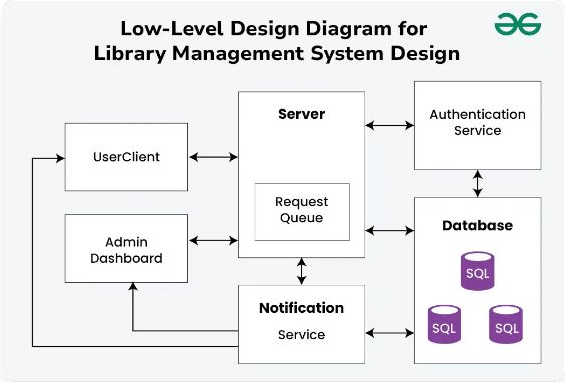 Low-Level Design Diagram for
Library Management System Design
Server
Authentication
Service
UserClient
Request
Queue
Admin
Dashboard
Database
SQL
SQL
SQL
Notification
Service